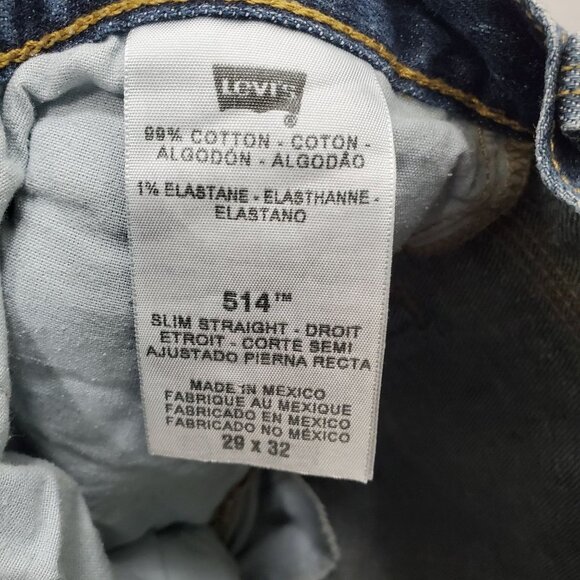 LEVI'S
®
99% COTTON - COTON -
ALGODÓN - ALGODÃO
1% ELASTANE - ELASTHANNE -
ELASTANO
514™
SLIM STRAIGHT - DROIT
ETROIT - CORTE SEMI
AJUSTADO PIERNA RECTA
MADE IN MEXICO
FABRIQUE AU MEXIQUE
FABRICADO EN MEXICO
FABRICADO NO MÉXICO
29 X 32